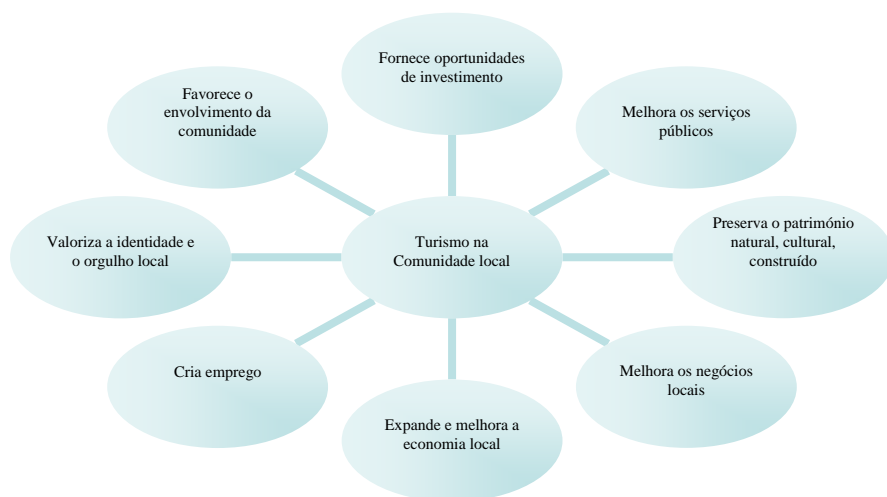 Fornece oportunidades
de investimento
Favorece o
envolvimento da
comunidade
Melhora os serviços
públicos
Valoriza a identidade e
o orgulho local
Turismo na
Comunidade local
Preserva o património
natural, cultural,
construído
Cria emprego
Melhora os negócios
locais
Expande e melhora a
economia local